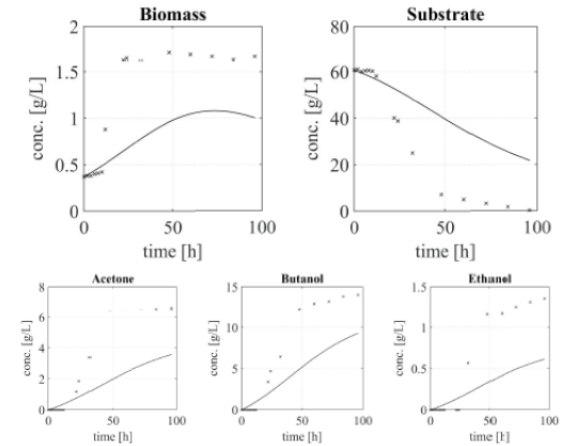 Biomass
2
1.5
1
0.5
0
0 50 100
conc. [g/L]
time [h]
Substrate
80
60
40
20
0
0 50 100
conc. [g/L]
time [h]
Acetone
8
6
4
2
0
0 50 100
conc. [g/L]
time [h]
Butanol
15
10
5
0
0 50 100
conc. [g/L]
time [h]
Ethanol
1.5
1
0.5
0
0 50 100
conc. [g/L]
time [h]